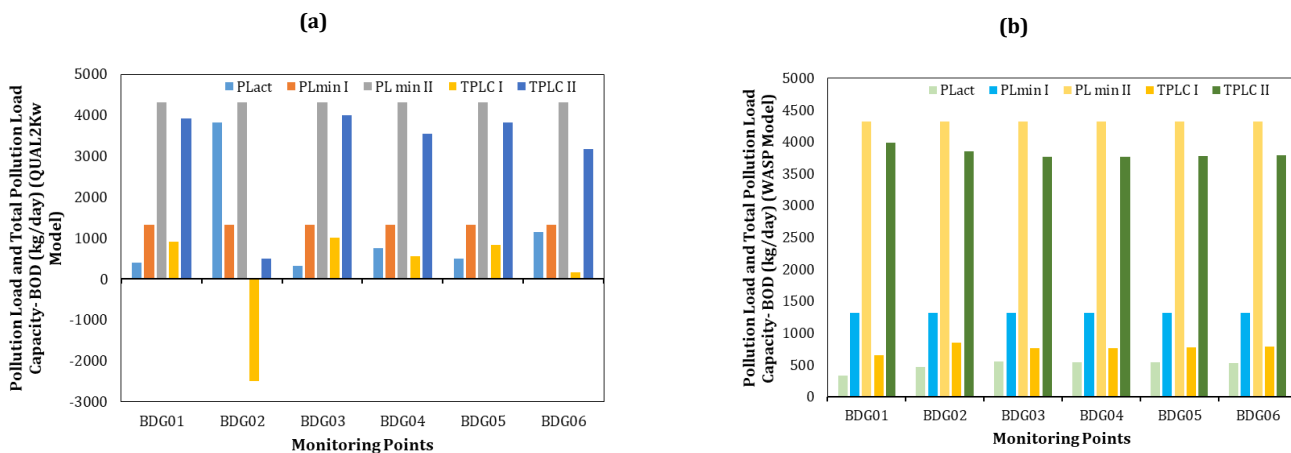 (a)
Pollution Load and Total Pollution Load
Capacity- BOD (kg/day) (QUAL2Kw
Model)
5000
4000
3000
2000
1000
0
-1000
-2000
-3000
PLact PLmin I PL min II TPLC I TPLC II
BDG01 BDG02 BDG03 BDG04 BDG05 BDG06
Monitoring Points
(b)
Pollution Load and Total Pollution Load
Capacity- BOD (kg/day) (WASP Model)
5000
4500
4000
3500
3000
2500
2000
1500
1000
500
0
PLact PLmin I PL min II TPLC I TPLC II
BDG01 BDG02 BDG03 BDG04 BDG05 BDG06
Monitoring Points